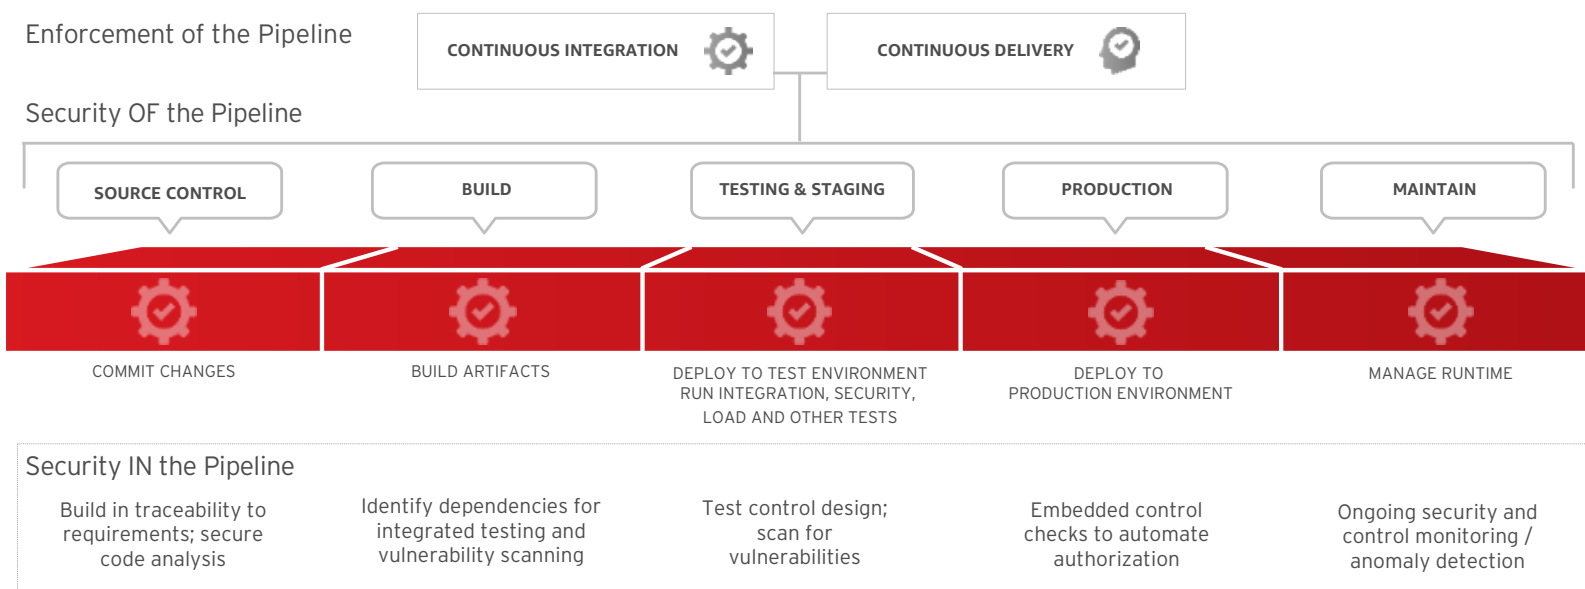 Enforcement of the Pipeline
CONTINUOUS INTEGRATION
CONTINUOUS DELIVERY
Security OF the Pipeline
SOURCE CONTROL
BUILD
TESTING & STAGING
PRODUCTION
MAINTAIN
COMMIT CHANGES
BUILD ARTIFACTS
DEPLOY TO TEST ENVIRONMENT
RUN INTEGRATION, SECURITY,
LOAD AND OTHER TESTS
DEPLOY TO
PRODUCTION ENVIRONMENT
MANAGE RUNTIME
Security IN the Pipeline
Build in traceability to
requirements; secure
code analysis
Identify dependencies for
integrated testing and
vulnerability scanning
Test control design;
scan for
vulnerabilities
Embedded control
checks to automate
authorization
Ongoing security and
control monitoring /
anomaly detection